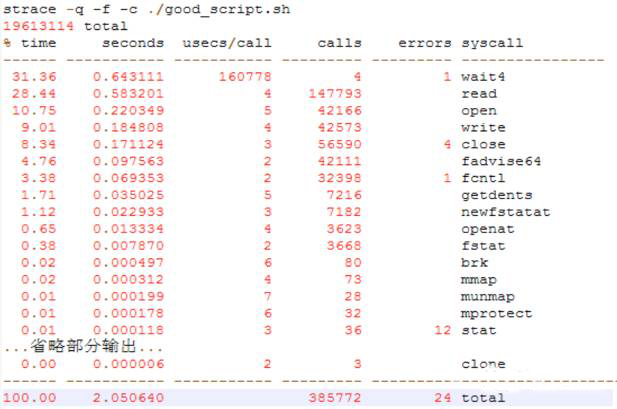 strace -q -f -c ./good_script.sh
19613114 total
% time     seconds  usecs/call     calls    errors syscall
------ ----------- ----------- --------- --------- ----------------
 31.36    0.643111      160778         4         1 wait4
 28.44    0.583201           4    147793           read
 10.75    0.220349           5     42166           open
  9.01    0.184808           4     42573           write
  8.34    0.171124           3     56590         4 close
  4.76    0.097563           2     42111           fadvise64
  3.38    0.069353           2     32398         1 fcntl
  1.71    0.035025           5      7216           getdents
  1.12    0.022933           3      7182           newfstatat
  0.65    0.013334           4      3623           openat
  0.38    0.007870           2      3668           fstat
  0.02    0.000497           6        80           brk
  0.02    0.000312           4        73           mmap
  0.01    0.000199           7        28           munmap
  0.01    0.000178           6        32           mprotect
  0.01    0.000118           3        36        12 stat
...省略部分输出...
  0.00    0.000006           2         3           clone
------ ----------- ----------- --------- --------- ----------------
100.00    2.050640                385772        24 total